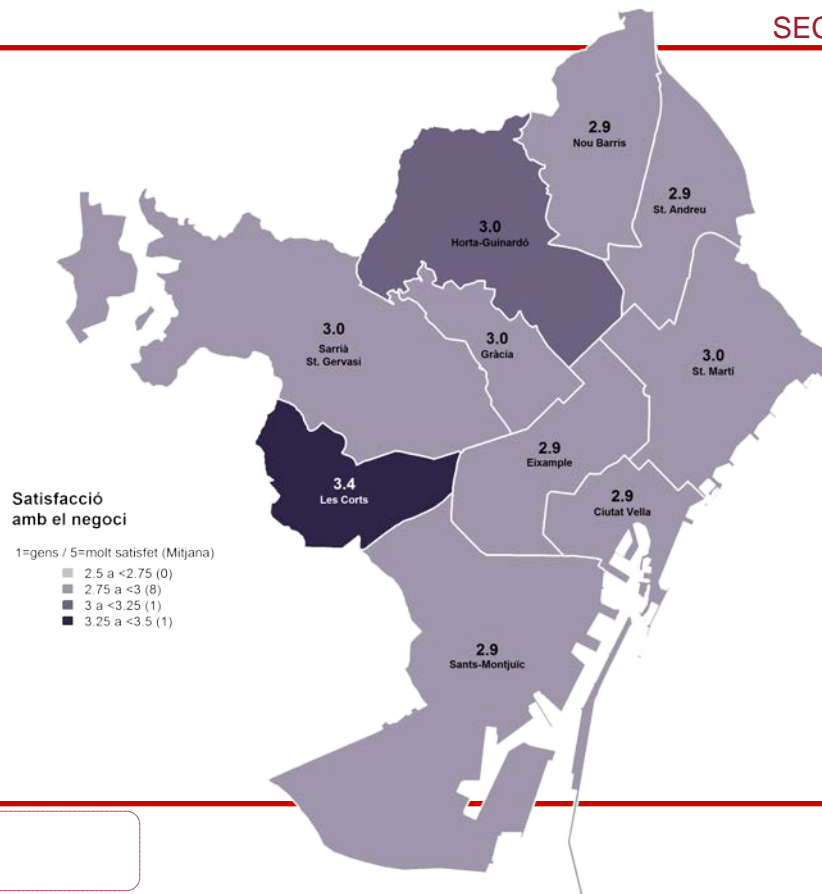 SEC
2.9
Nou Barris
2.9
St. Andreu
3.0
Horta-Guinardó
3.0
Sarrià
St. Gervasi
3.0
Gràcia
3.0
St. Martí
2.9
Eixample
3.4
Les Corts
2.9
Ciutat Vella
Satisfacció
amb el negoci
1=gens / 5=molt satisfet (Mitjana)
2.5 a <2.75 (0)
2.75 a <3 (8)
3 a <3.25 (1)
3.25 a <3.5 (1)
2.9
Sants-Montjuïc